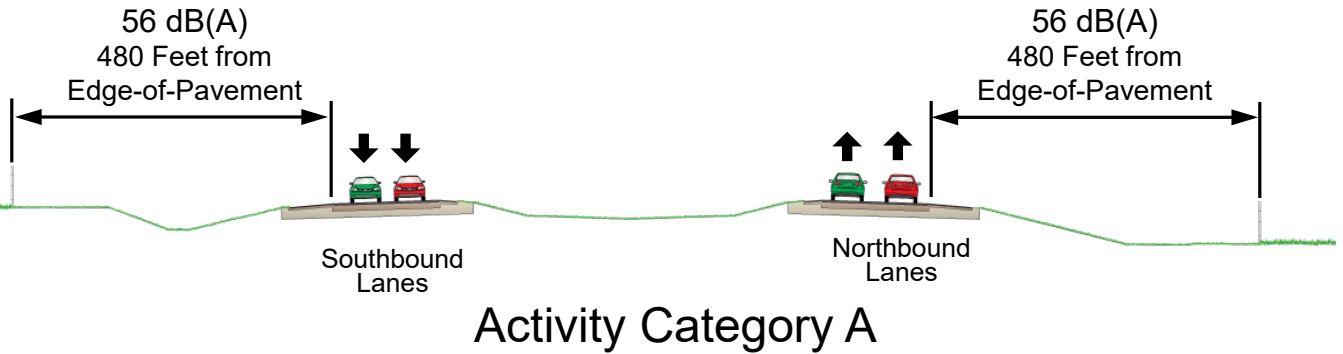 56 dB(A)
480 Feet from
Edge-of-Pavement
56 dB(A)
480 Feet from
Edge-of-Pavement
Southbound
Lanes
Northbound
Lanes
Activity Category A